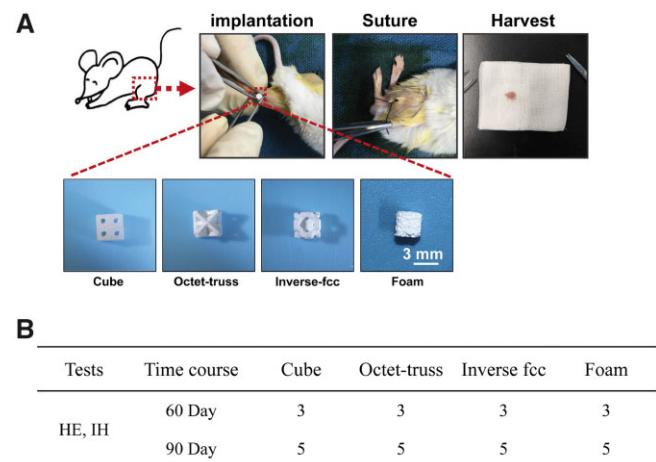 A
implantation
Suture
Harvest
Cube
Octet-truss
Inverse-fcc
Foam
3 mm
B
Tests Time course Cube Octet-truss Inverse fcc Foam
HE, IH
60 Day 3 3 3 3
90 Day 5 5 5 5